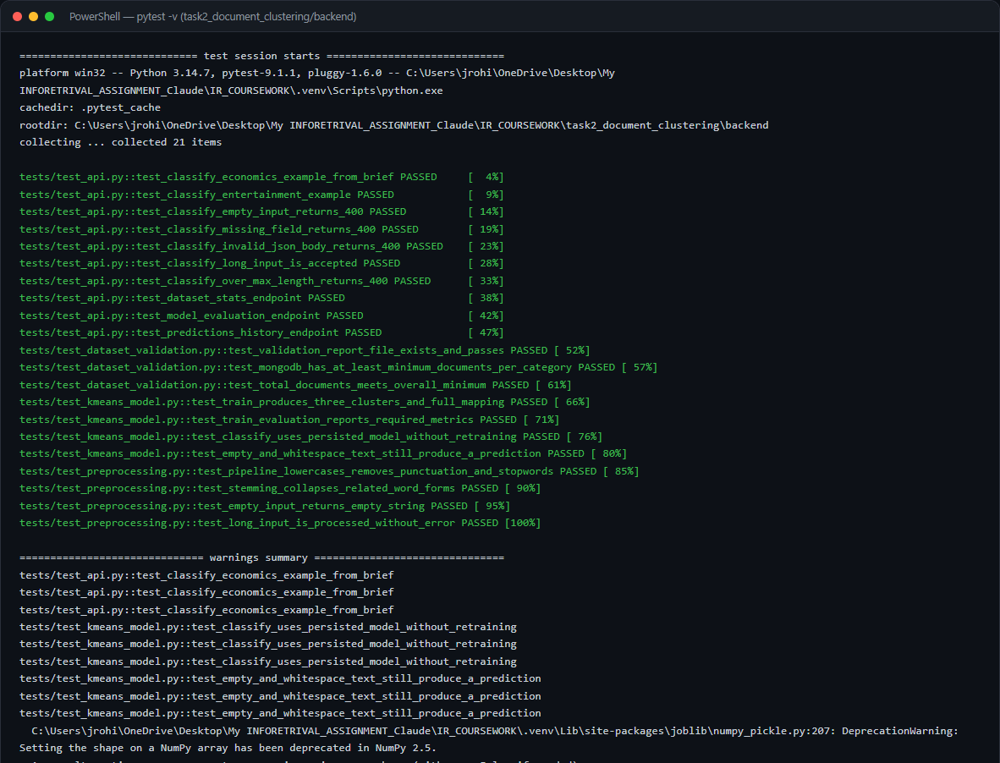 PowerShell — pytest -v (task2_document_clustering/backend)
============================= test session starts =============================
platform win32 -- Python 3.14.7, pytest-9.1.1, pluggy-1.6.0 -- C:\Users\jrohi\OneDrive\Desktop\My
INFORETRIVAL_ASSIGNMENT_Claude\IR_COURSEWORK\.venv\Scripts\python.exe
cachedir: .pytest_cache
rootdir: C:\Users\jrohi\OneDrive\Desktop\My INFORETRIVAL_ASSIGNMENT_Claude\IR_COURSEWORK\task2_document_clustering\backend
collecting ... collected 21 items
tests/test_api.py::test_classify_economics_example_from_brief PASSED     [  4%]
tests/test_api.py::test_classify_entertainment_example PASSED            [  9%]
tests/test_api.py::test_classify_empty_input_returns_400 PASSED          [ 14%]
tests/test_api.py::test_classify_missing_field_returns_400 PASSED        [ 19%]
tests/test_api.py::test_classify_invalid_json_body_returns_400 PASSED    [ 23%]
tests/test_api.py::test_classify_long_input_is_accepted PASSED           [ 28%]
tests/test_api.py::test_classify_over_max_length_returns_400 PASSED      [ 33%]
tests/test_api.py::test_dataset_stats_endpoint PASSED                    [ 38%]
tests/test_api.py::test_model_evaluation_endpoint PASSED                 [ 42%]
tests/test_api.py::test_predictions_history_endpoint PASSED              [ 47%]
tests/test_dataset_validation.py::test_validation_report_file_exists_and_passes PASSED [ 52%]
tests/test_dataset_validation.py::test_mongodb_has_at_least_minimum_documents_per_category PASSED [ 57%]
tests/test_dataset_validation.py::test_total_documents_meets_overall_minimum PASSED [ 61%]
tests/test_kmeans_model.py::test_train_produces_three_clusters_and_full_mapping PASSED [ 66%]
tests/test_kmeans_model.py::test_train_evaluation_reports_required_metrics PASSED [ 71%]
tests/test_kmeans_model.py::test_classify_uses_persisted_model_without_retraining PASSED [ 76%]
tests/test_kmeans_model.py::test_empty_and_whitespace_text_still_produce_a_prediction PASSED [ 80%]
tests/test_preprocessing.py::test_pipeline_lowercases_removes_punctuation_and_stopwords PASSED [ 85%]
tests/test_preprocessing.py::test_stemming_collapses_related_word_forms PASSED [ 90%]
tests/test_preprocessing.py::test_empty_input_returns_empty_string PASSED [ 95%]
tests/test_preprocessing.py::test_long_input_is_processed_without_error PASSED [100%]
============================== warnings summary ===============================
tests/test_api.py::test_classify_economics_example_from_brief
tests/test_api.py::test_classify_economics_example_from_brief
tests/test_api.py::test_classify_economics_example_from_brief
tests/test_kmeans_model.py::test_classify_uses_persisted_model_without_retraining
tests/test_kmeans_model.py::test_classify_uses_persisted_model_without_retraining
tests/test_kmeans_model.py::test_classify_uses_persisted_model_without_retraining
tests/test_kmeans_model.py::test_empty_and_whitespace_text_still_produce_a_prediction
tests/test_kmeans_model.py::test_empty_and_whitespace_text_still_produce_a_prediction
tests/test_kmeans_model.py::test_empty_and_whitespace_text_still_produce_a_prediction
  C:\Users\jrohi\OneDrive\Desktop\My INFORETRIVAL_ASSIGNMENT_Claude\IR_COURSEWORK\.venv\Lib\site-packages\joblib\numpy_pickle.py:207: DeprecationWarning:
Setting the shape on a NumPy array has been deprecated in NumPy 2.5.